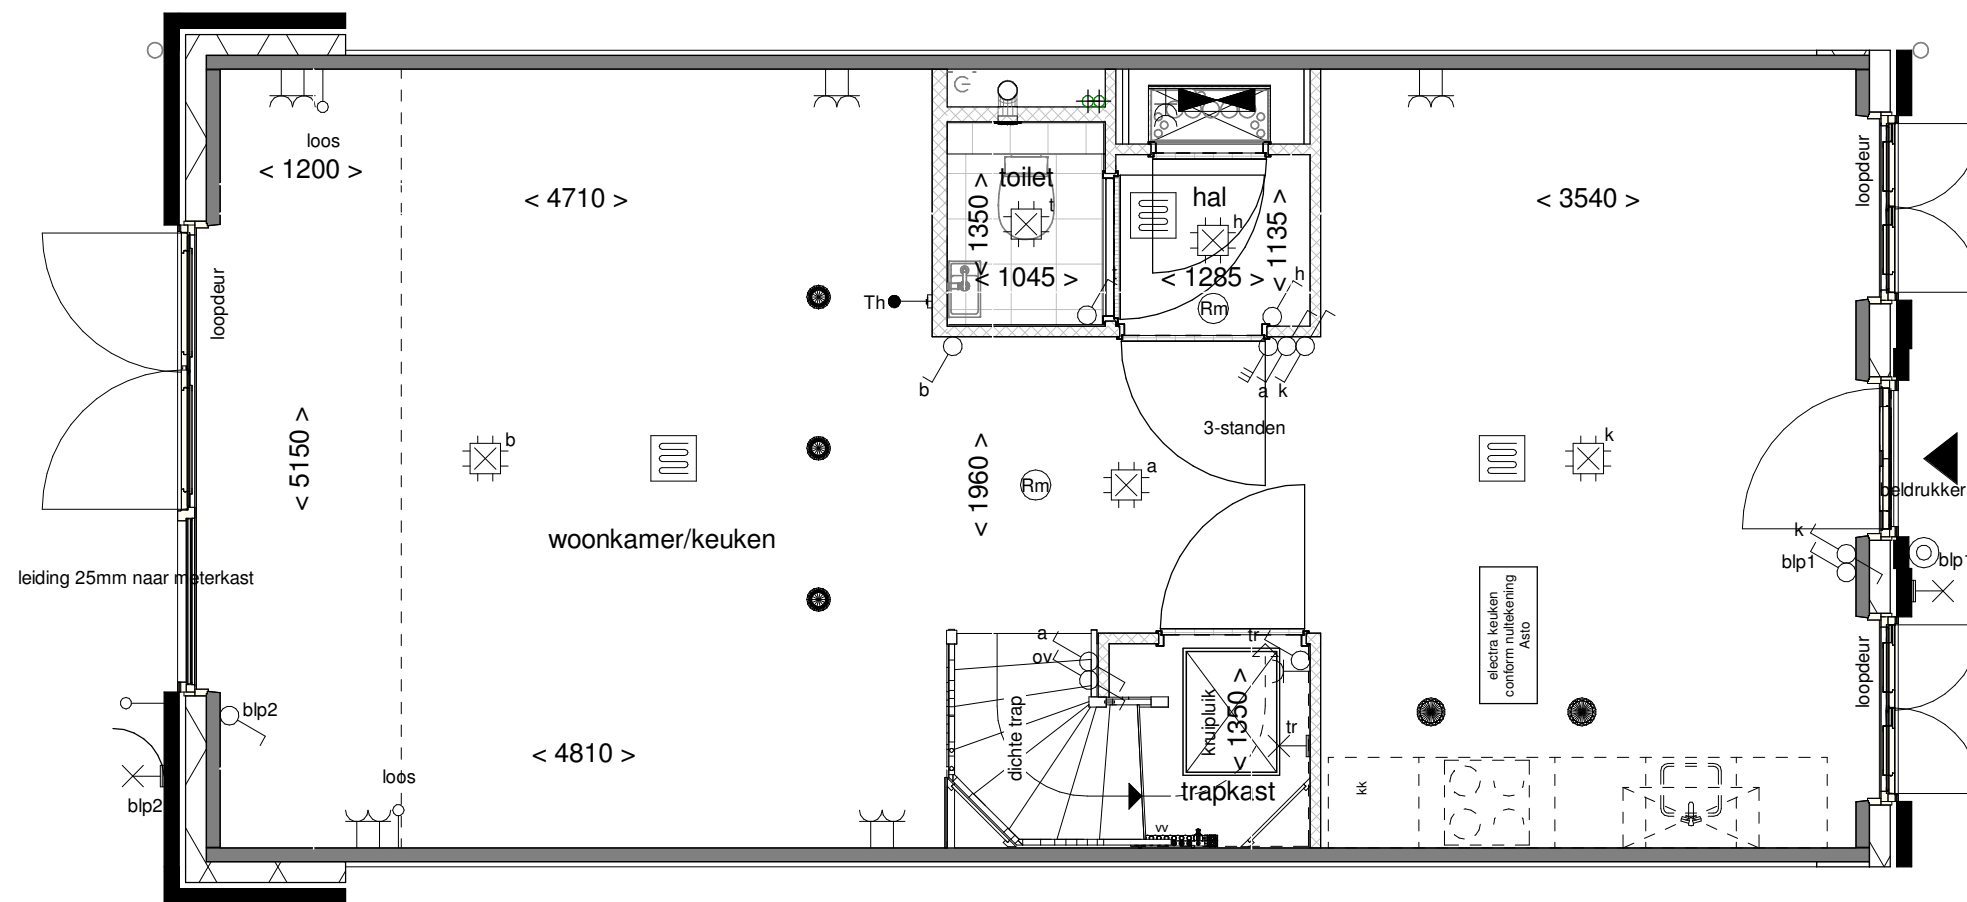 loos
< 1200 >
< 4710 >
toilet
t
< 1350 >
< 1045 >
hal
h
< 1135 >
< 1285 >
h
Rm
< 3540 >
loopdeur
loopdeur
Th
b
a
k
3-standen
b
< 5150 >
< 1960 >
Rm
a
k
beldrukker
woonkamer/keuken
leiding 25mm naar meterkast
k
blp1
blp1
electra keuken
conform nultekening
Asto
loopdeur
a
ov
tr
kruipluik
< 1350 >
tr
dichte trap
trapkast
vv
kk
blp2
blp2
< 4810 >
loos